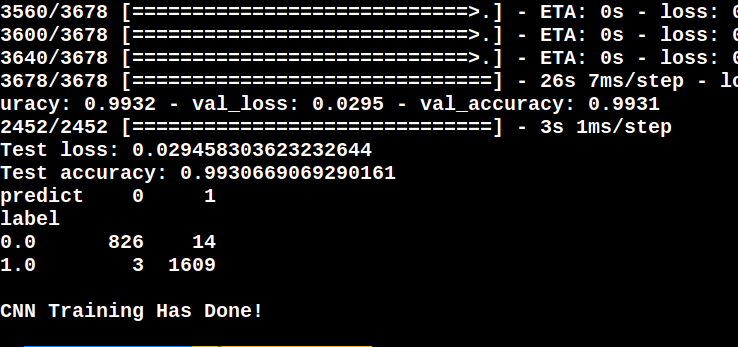 3560/3678 [============================>.] - ETA: 0s - loss: 0
3600/3678 [============================>.] - ETA: 0s - loss: 0
3640/3678 [============================>.] - ETA: 0s - loss: 0
3678/3678 [==============================] - 26s 7ms/step - lo
uracy: 0.9932 - val_loss: 0.0295 - val_accuracy: 0.9931
2452/2452 [==============================] - 3s 1ms/step
Test loss: 0.029458303623232644
Test accuracy: 0.9930669069290161
predict    0     1
label
0.0      826    14
1.0        3  1609
CNN Training Has Done!